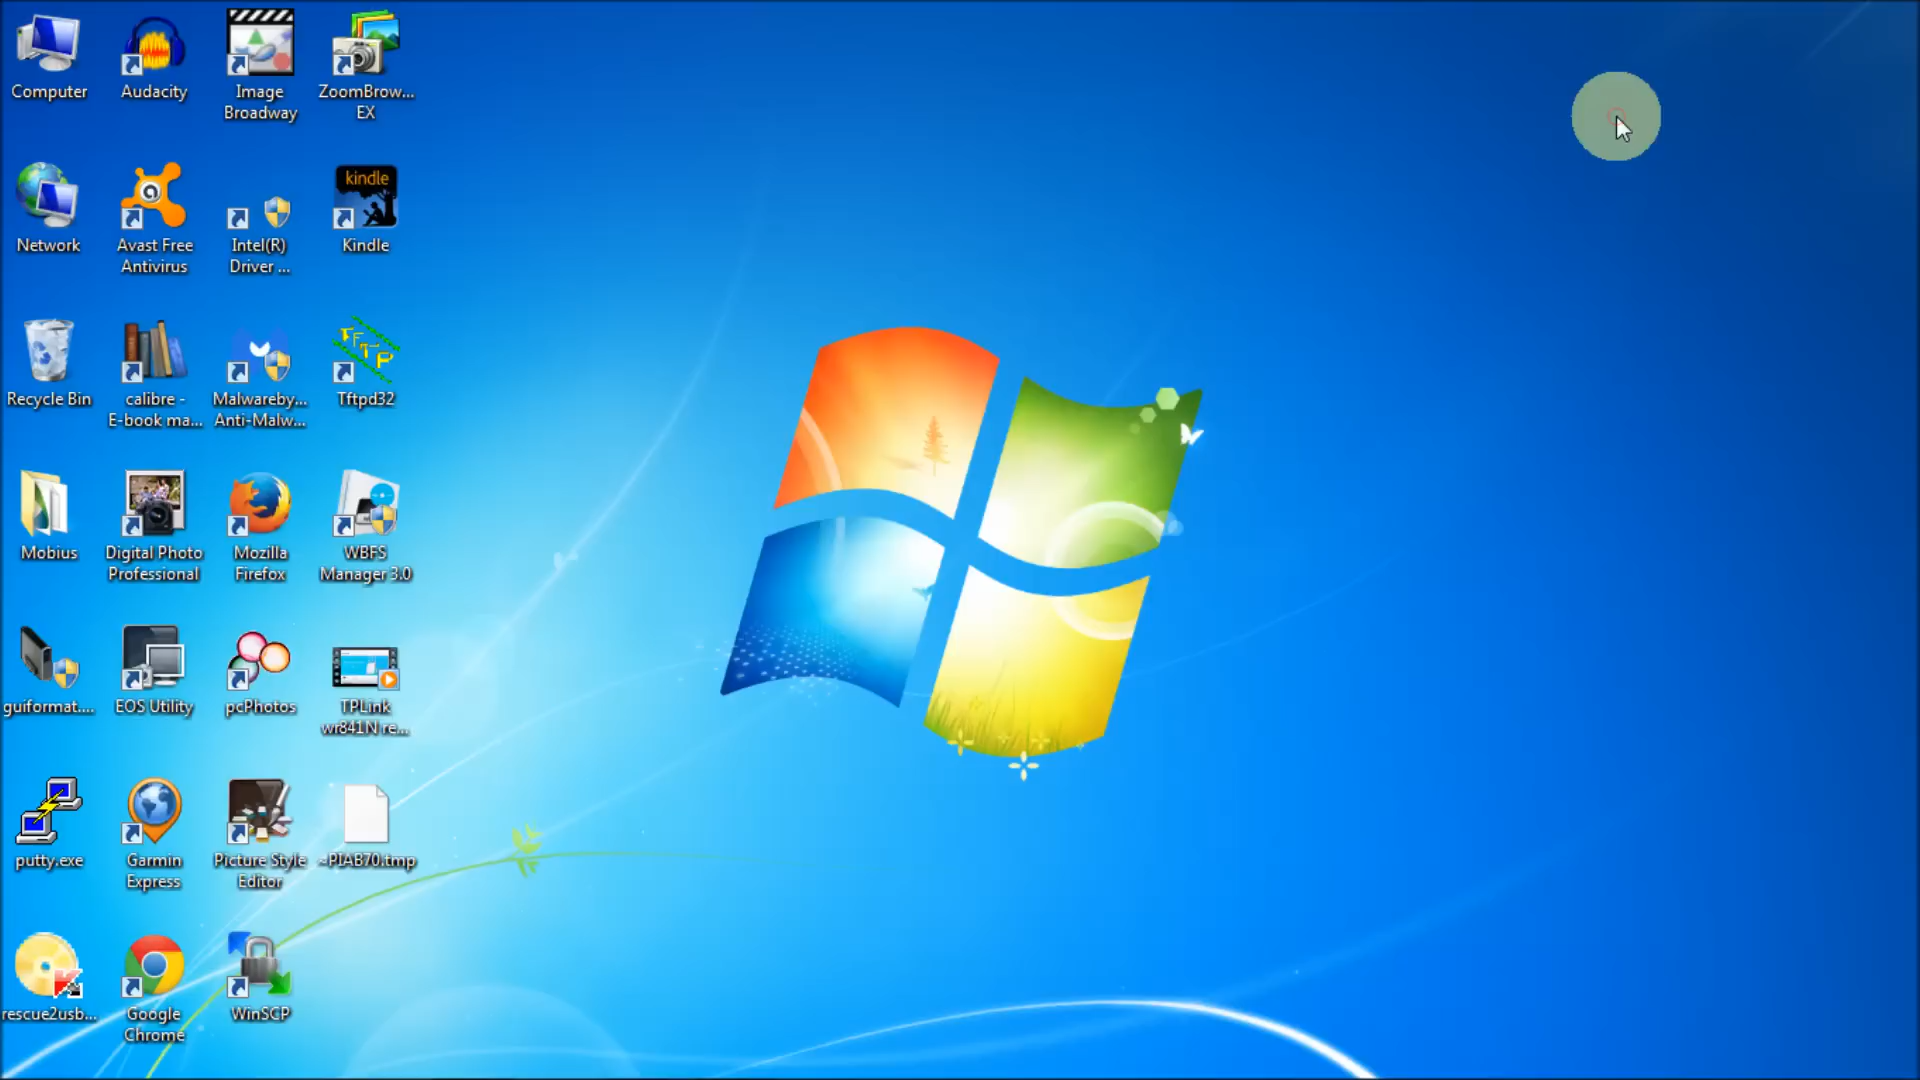 Computer
Audacity
Image
Broadway
ZoomBrow...
EX
Network
Avast Free
Antivirus
Intel(R)
Driver ...
kindle
Kindle
Recycle Bin
calibre -
E-book ma...
Malwareby...
Anti-Malw...
TFTP
Tftpd32
Mobius
Digital Photo
Professional
Mozilla
Firefox
WBFS
Manager 3.0
guiformat....
EOS Utility
pcPhotos
TPLink
wr841N re...
putty.exe
Garmin
Express
Picture Style
Editor
~PIAB70.tmp
rescue2usb...
Google
Chrome
WinSCP